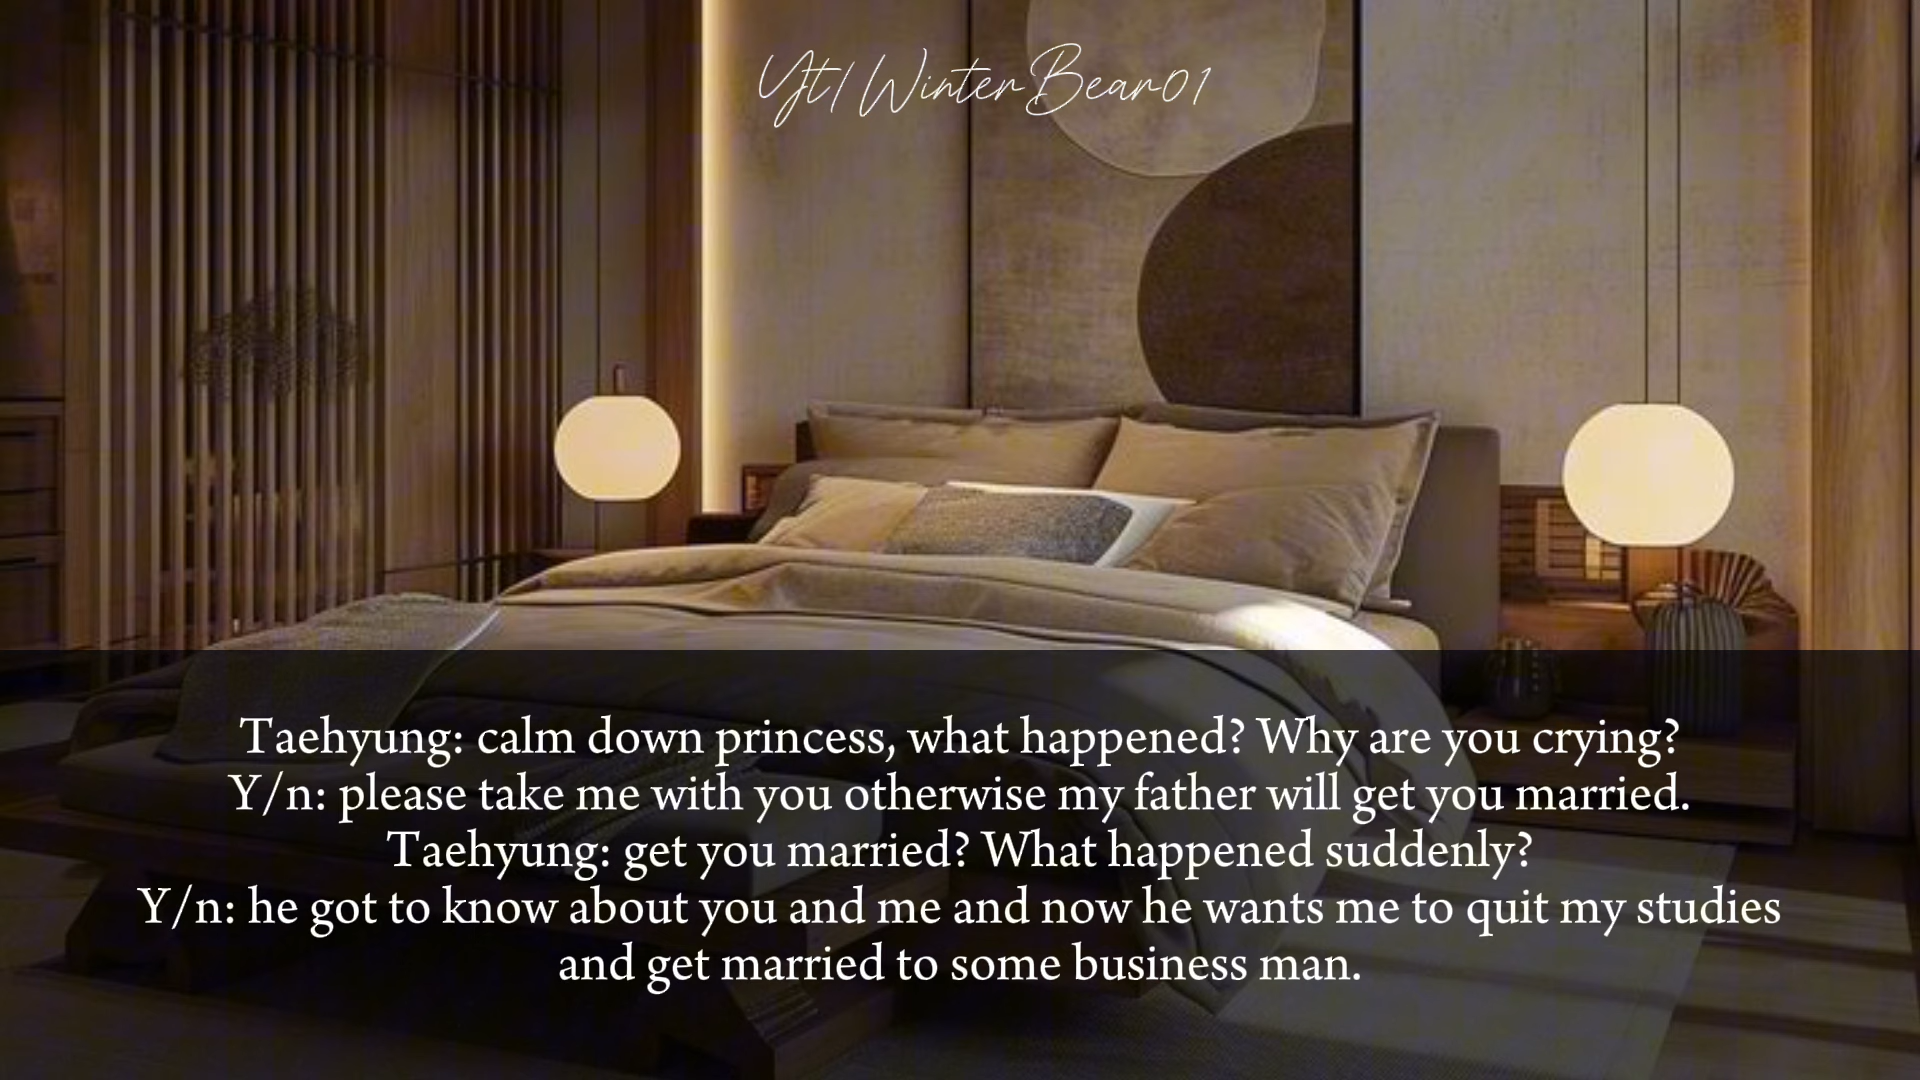 Yt/ WinterBear01
Taehyung: calm down princess, what happened? Why are you crying?
Y/n: please take me with you otherwise my father will get you married.
Taehyung: get you married? What happened suddenly?
Y/n: he got to know about you and me and now he wants me to quit my studies
and get married to some business man.